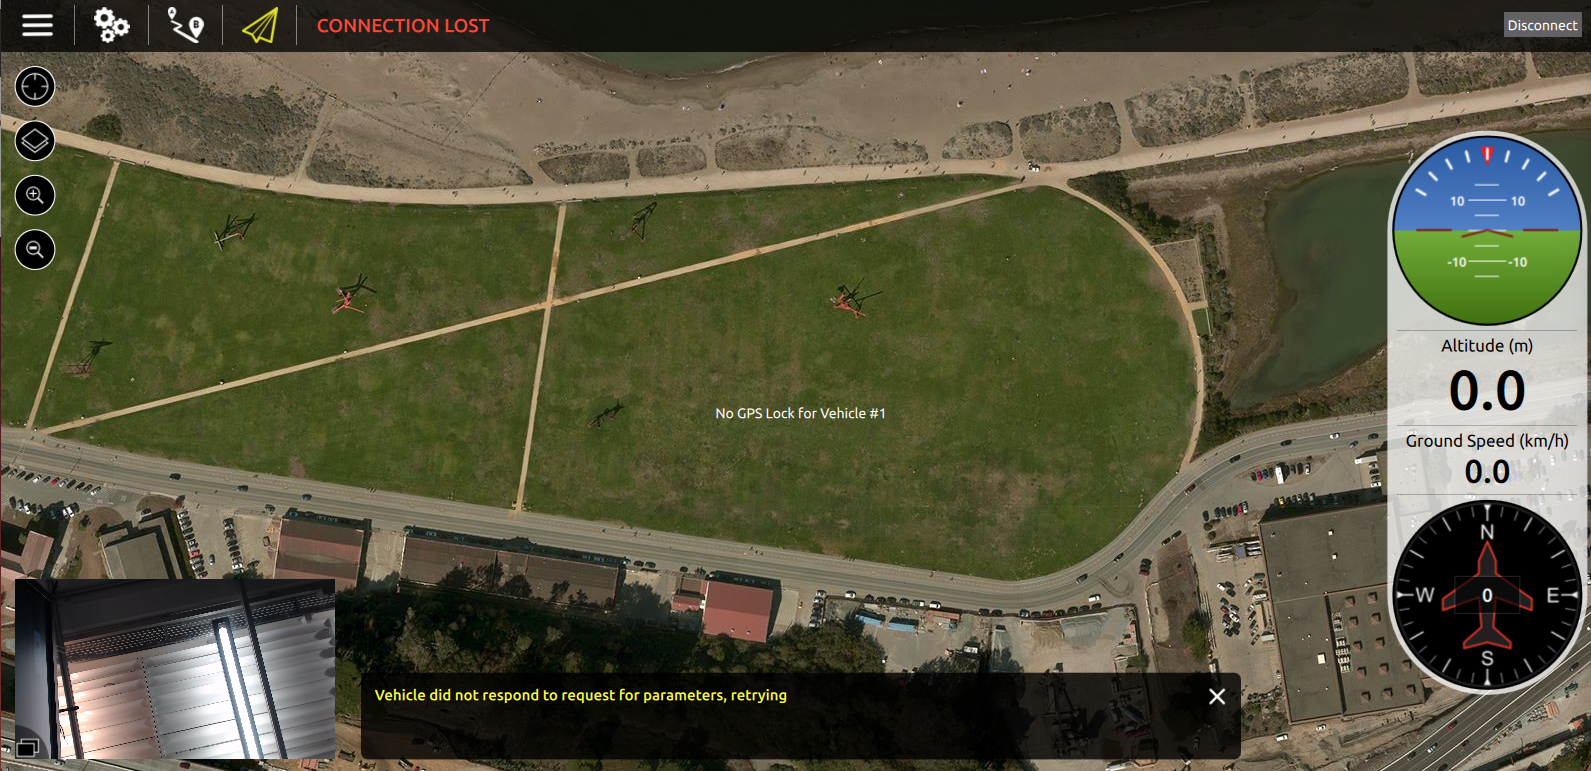 A
B
CONNECTION LOST
Disconnect
10 10
-10 -10
Altitude (m)
0.0
No GPS Lock for Vehicle #1
Ground Speed (km/h)
0.0
N
W 0 E
S
Vehicle did not respond to request for parameters, retrying